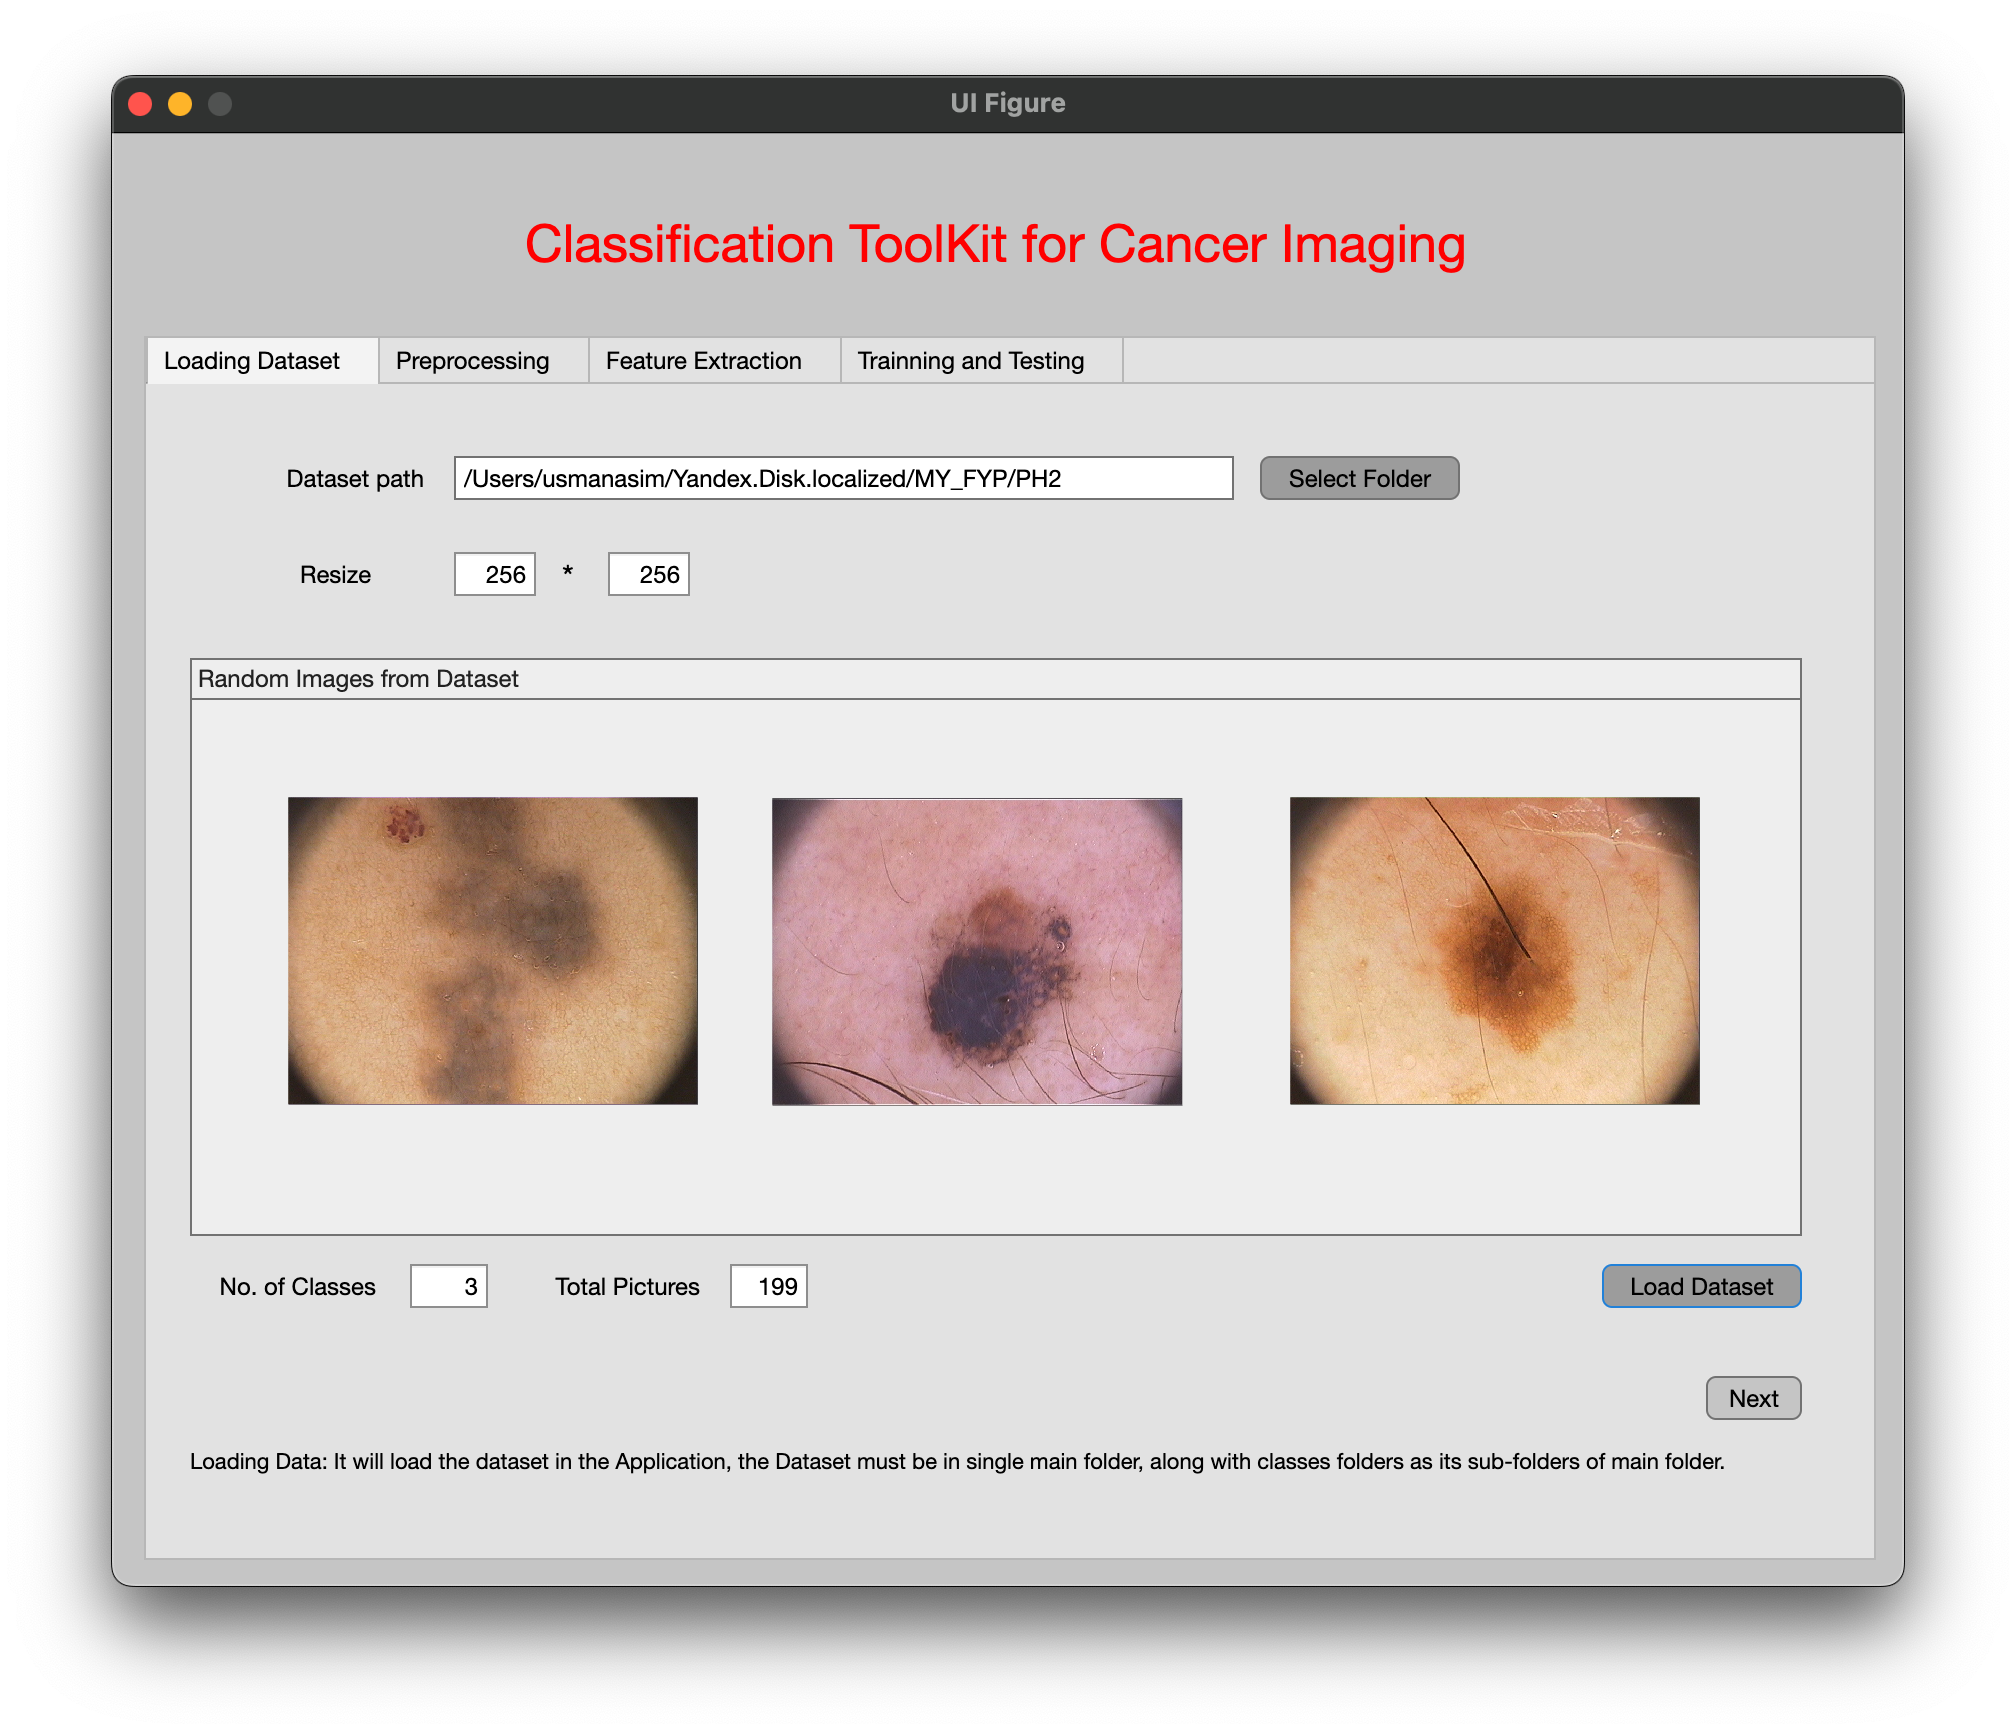 UI Figure
Classification ToolKit for Cancer Imaging
Loading Dataset Preprocessing Feature Extraction Trainning and Testing
Dataset path /Users/usmanasim/Yandex.Disk.localized/MY_FYP/PH2 Select Folder
Resize 256 * 256
Random Images from Dataset
No. of Classes 3 Total Pictures 199 Load Dataset
Next
Loading Data: It will load the dataset in the Application, the Dataset must be in single main folder, along with classes folders as its sub-folders of main folder.